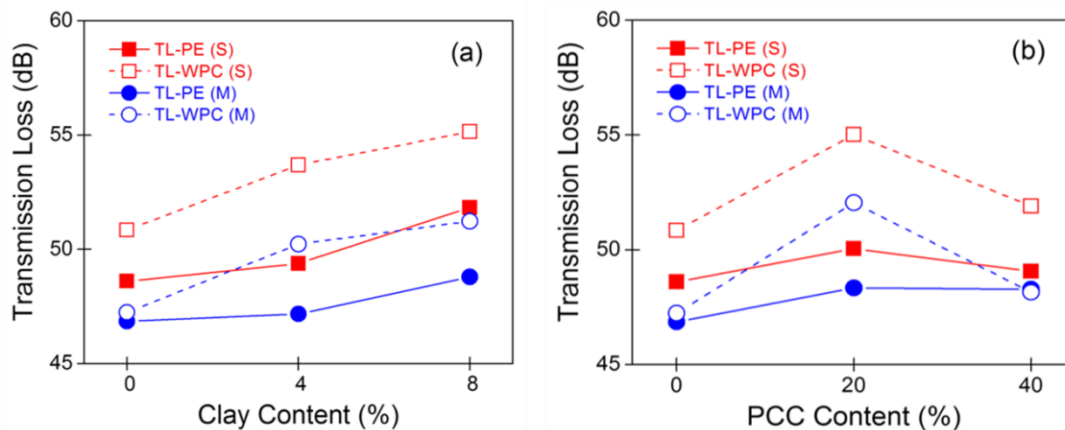 60
55
50
45
Transmission Loss (dB)
TL-PE (S)
TL-WPC (S)
TL-PE (M)
TL-WPC (M)
(a)
0 4 8
Clay Content (%)
60
55
50
45
Transmission Loss (dB)
TL-PE (S)
TL-WPC (S)
TL-PE (M)
TL-WPC (M)
(b)
0 20 40
PCC Content (%)